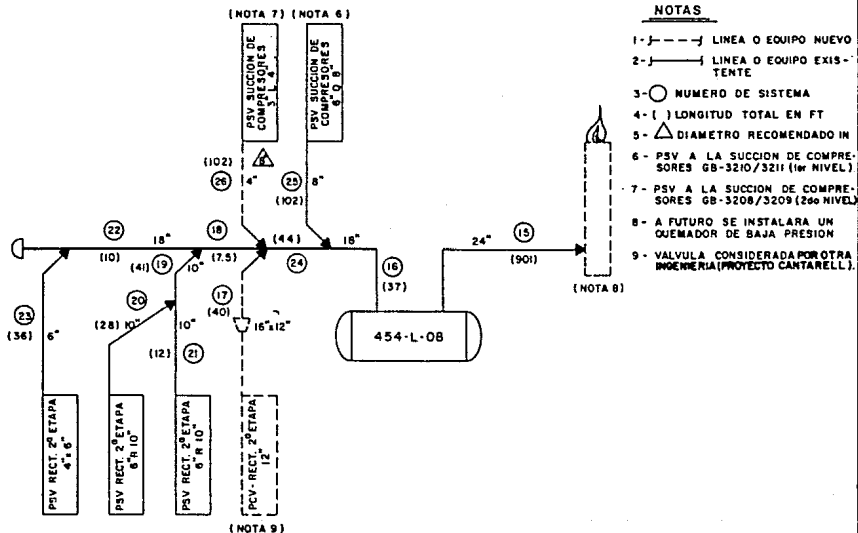 NOTAS
1- LINEA O EQUIPO NUEVO
2- LINEA O EQUIPO EXIS-
TENTE
3- NUMERO DE SISTEMA
4- ( ) LONGITUD TOTAL EN FT
5- DIAMETRO RECOMENDADO IN
6- PSV A LA SUCCION DE COMPRE-
SORES GB-3210/3211 (1er NIVEL)
7- PSV A LA SUCCION DE COMPRE-
SORES GB-3208/3209 (2do NIVEL)
8- A FUTURO SE INSTALARA UN
QUEMADOR DE BAJA PRESION
9- VALVULA CONSIDERADA POR OTRA
INGENIERIA (PROYECTO CANTARELL).
(NOTA 7)
(NOTA 6)
PSV SUCCION DE
COMPRESORES
3" L 4"
PSV SUCCION DE
COMPRESORES
6" Q 8"
(102)
26
4"
25
8"
(102)
22
18"
(10)
18
(7.5)
(44)
24
18"
16
(37)
24"
15
(901)
(NOTA 8)
(41)
19
10"
20
(28)
10"
10"
(12)
21
17
(40)
16"x12"
23
(36)
6"
454-L-0B
PSV RECT. 2ª ETAPA
4"x 6"
PSV RECT. 2ª ETAPA
6" R 10"
PSV RECT. 2ª ETAPA
6" R 10"
PCV-RECT. 2ª ETAPA
12"
(NOTA 9)